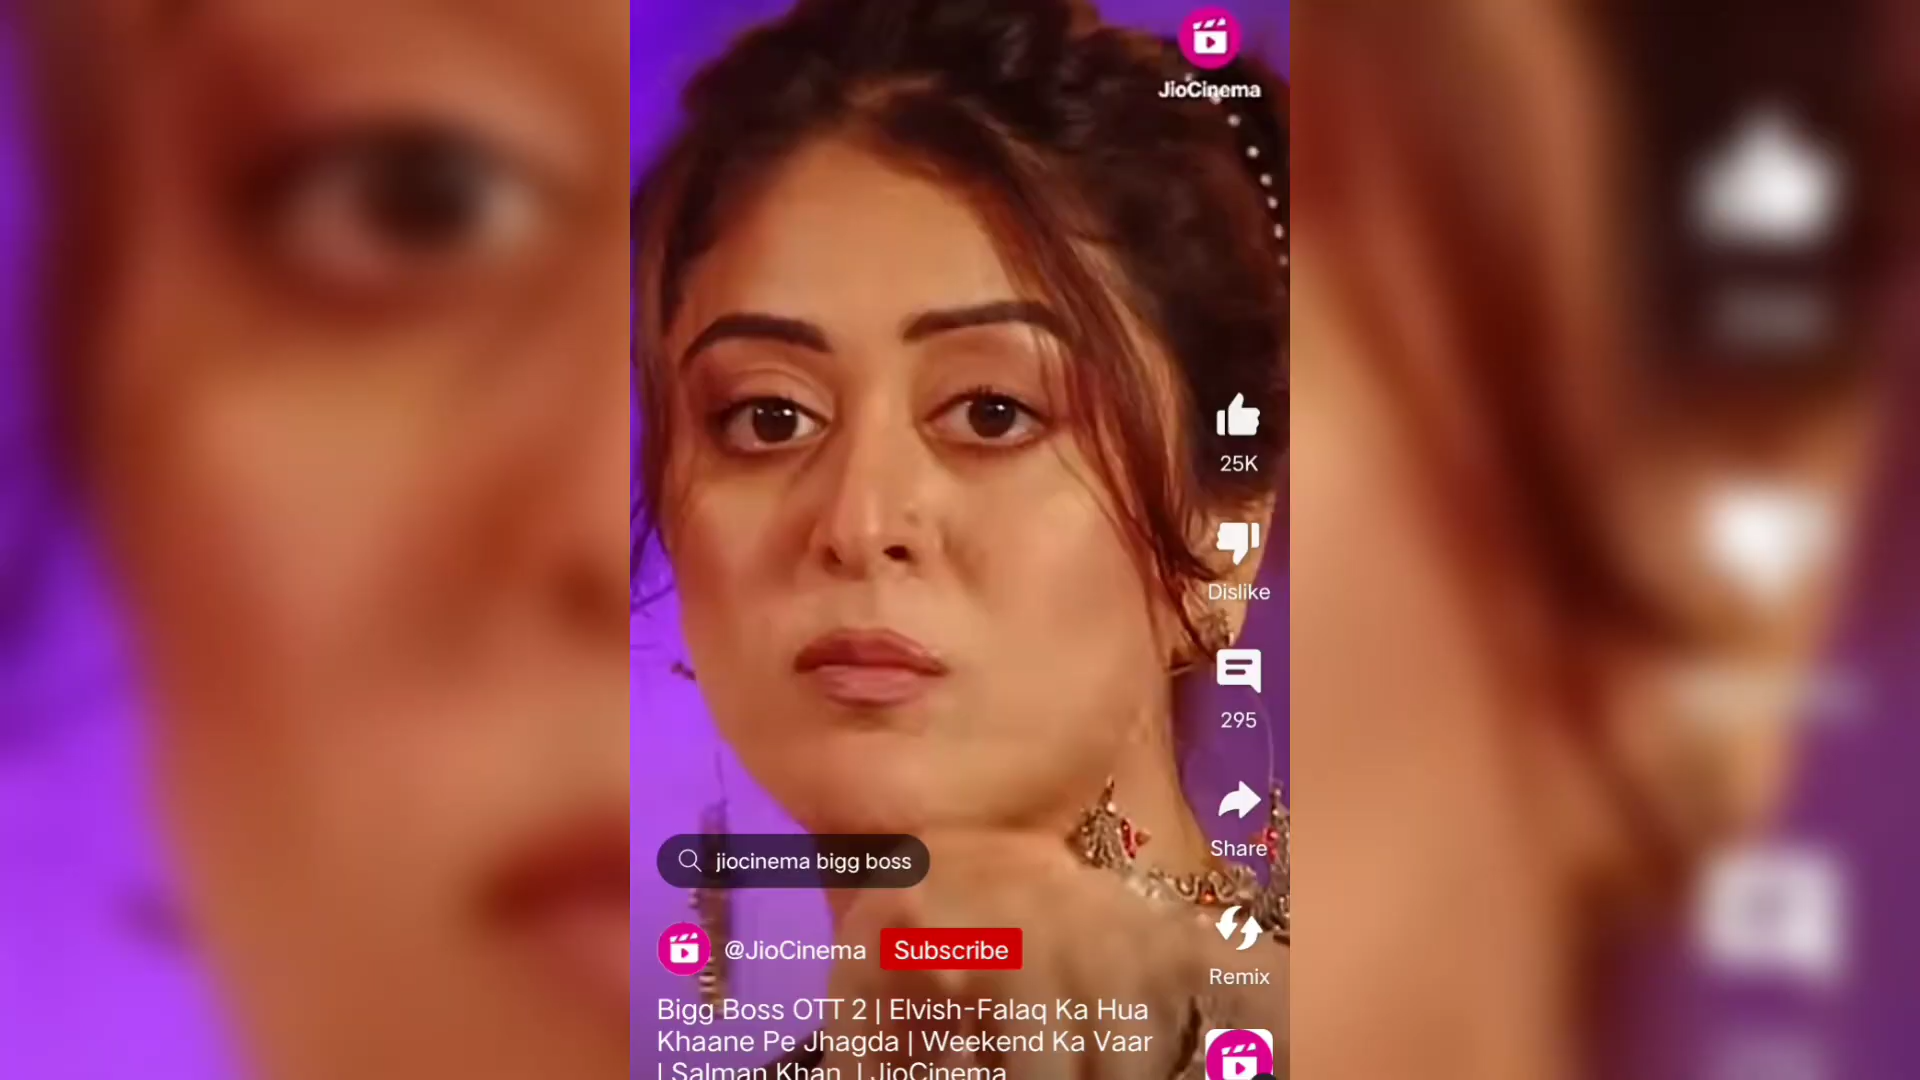 JioCinema
25K
Dislike
295
Share
jiocinema bigg boss
@JioCinema Subscribe
Remix
Bigg Boss OTT 2 | Elvish-Falaq Ka Hua
Khaane Pe Jhagda | Weekend Ka Vaar
| Salman Khan | JioCinema